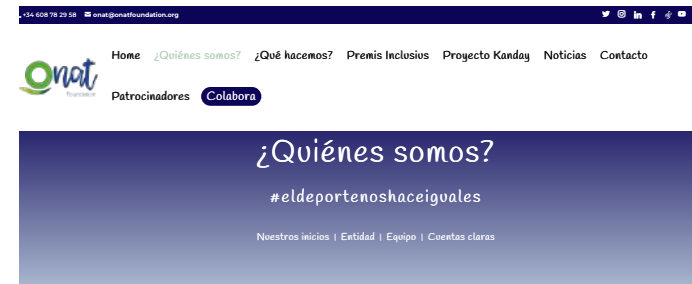 +34 608 78 29 58 onat@onatfoundation.org
Onat
Foundation
Home ¿Quiénes somos? ¿Qué hacemos? Premis Inclusius Proyecto Kanday Noticias Contacto
Patrocinadores Colabora
¿Quiénes somos?
#eldeportenoshaceiguales
Nuestros inicios | Entidad | Equipo | Cuentas claras